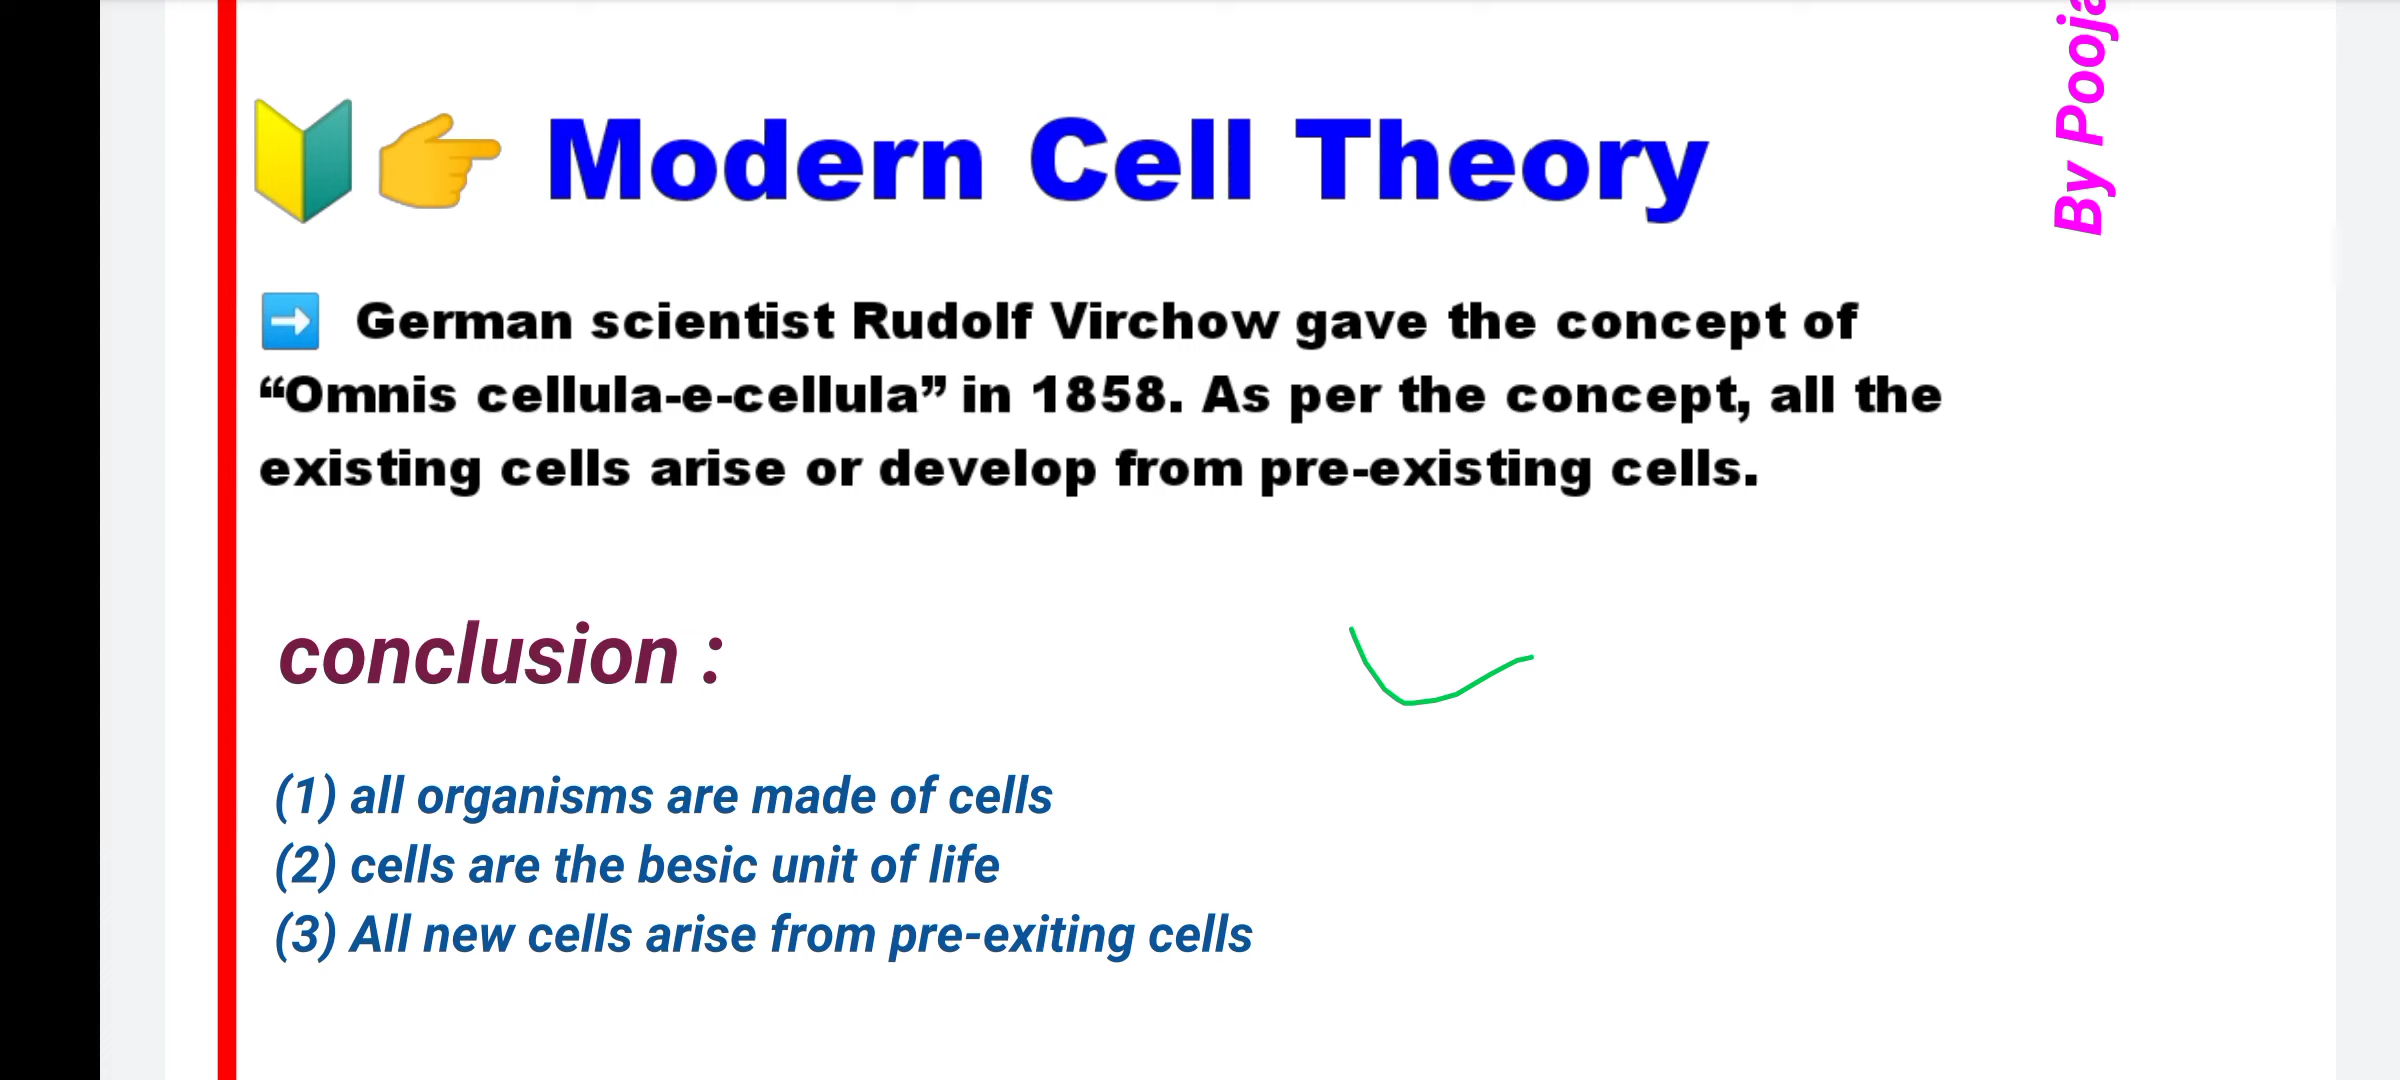 By Pooja
Modern Cell Theory
German scientist Rudolf Virchow gave the concept of
“Omnis cellula-e-cellula” in 1858. As per the concept, all the
existing cells arise or develop from pre-existing cells.
conclusion :
(1) all organisms are made of cells
(2) cells are the besic unit of life
(3) All new cells arise from pre-exiting cells